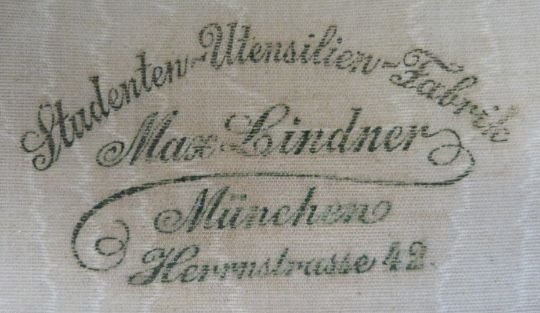 Studenten-Utensilien-Fabrik
Max Lindner
München
Herrnstrasse 42.